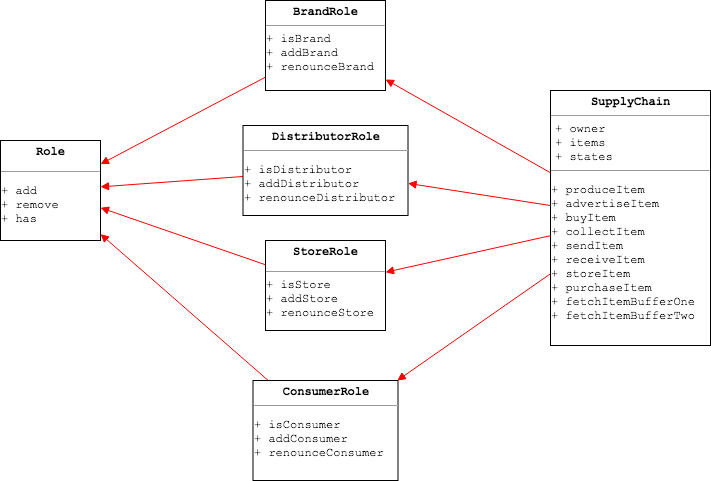 BrandRole
+ isBrand
+ addBrand
+ renounceBrand
SupplyChain
+ owner
+ items
+ states
+ produceItem
+ advertiseItem
+ buyItem
+ collectItem
+ sendItem
+ receiveItem
+ storeItem
+ purchaseItem
+ fetchItemBufferOne
+ fetchItemBufferTwo
DistributorRole
+ isDistributor
+ addDistributor
+ renounceDistributor
Role
+ add
+ remove
+ has
StoreRole
+ isStore
+ addStore
+ renounceStore
ConsumerRole
+ isConsumer
+ addConsumer
+ renounceConsumer